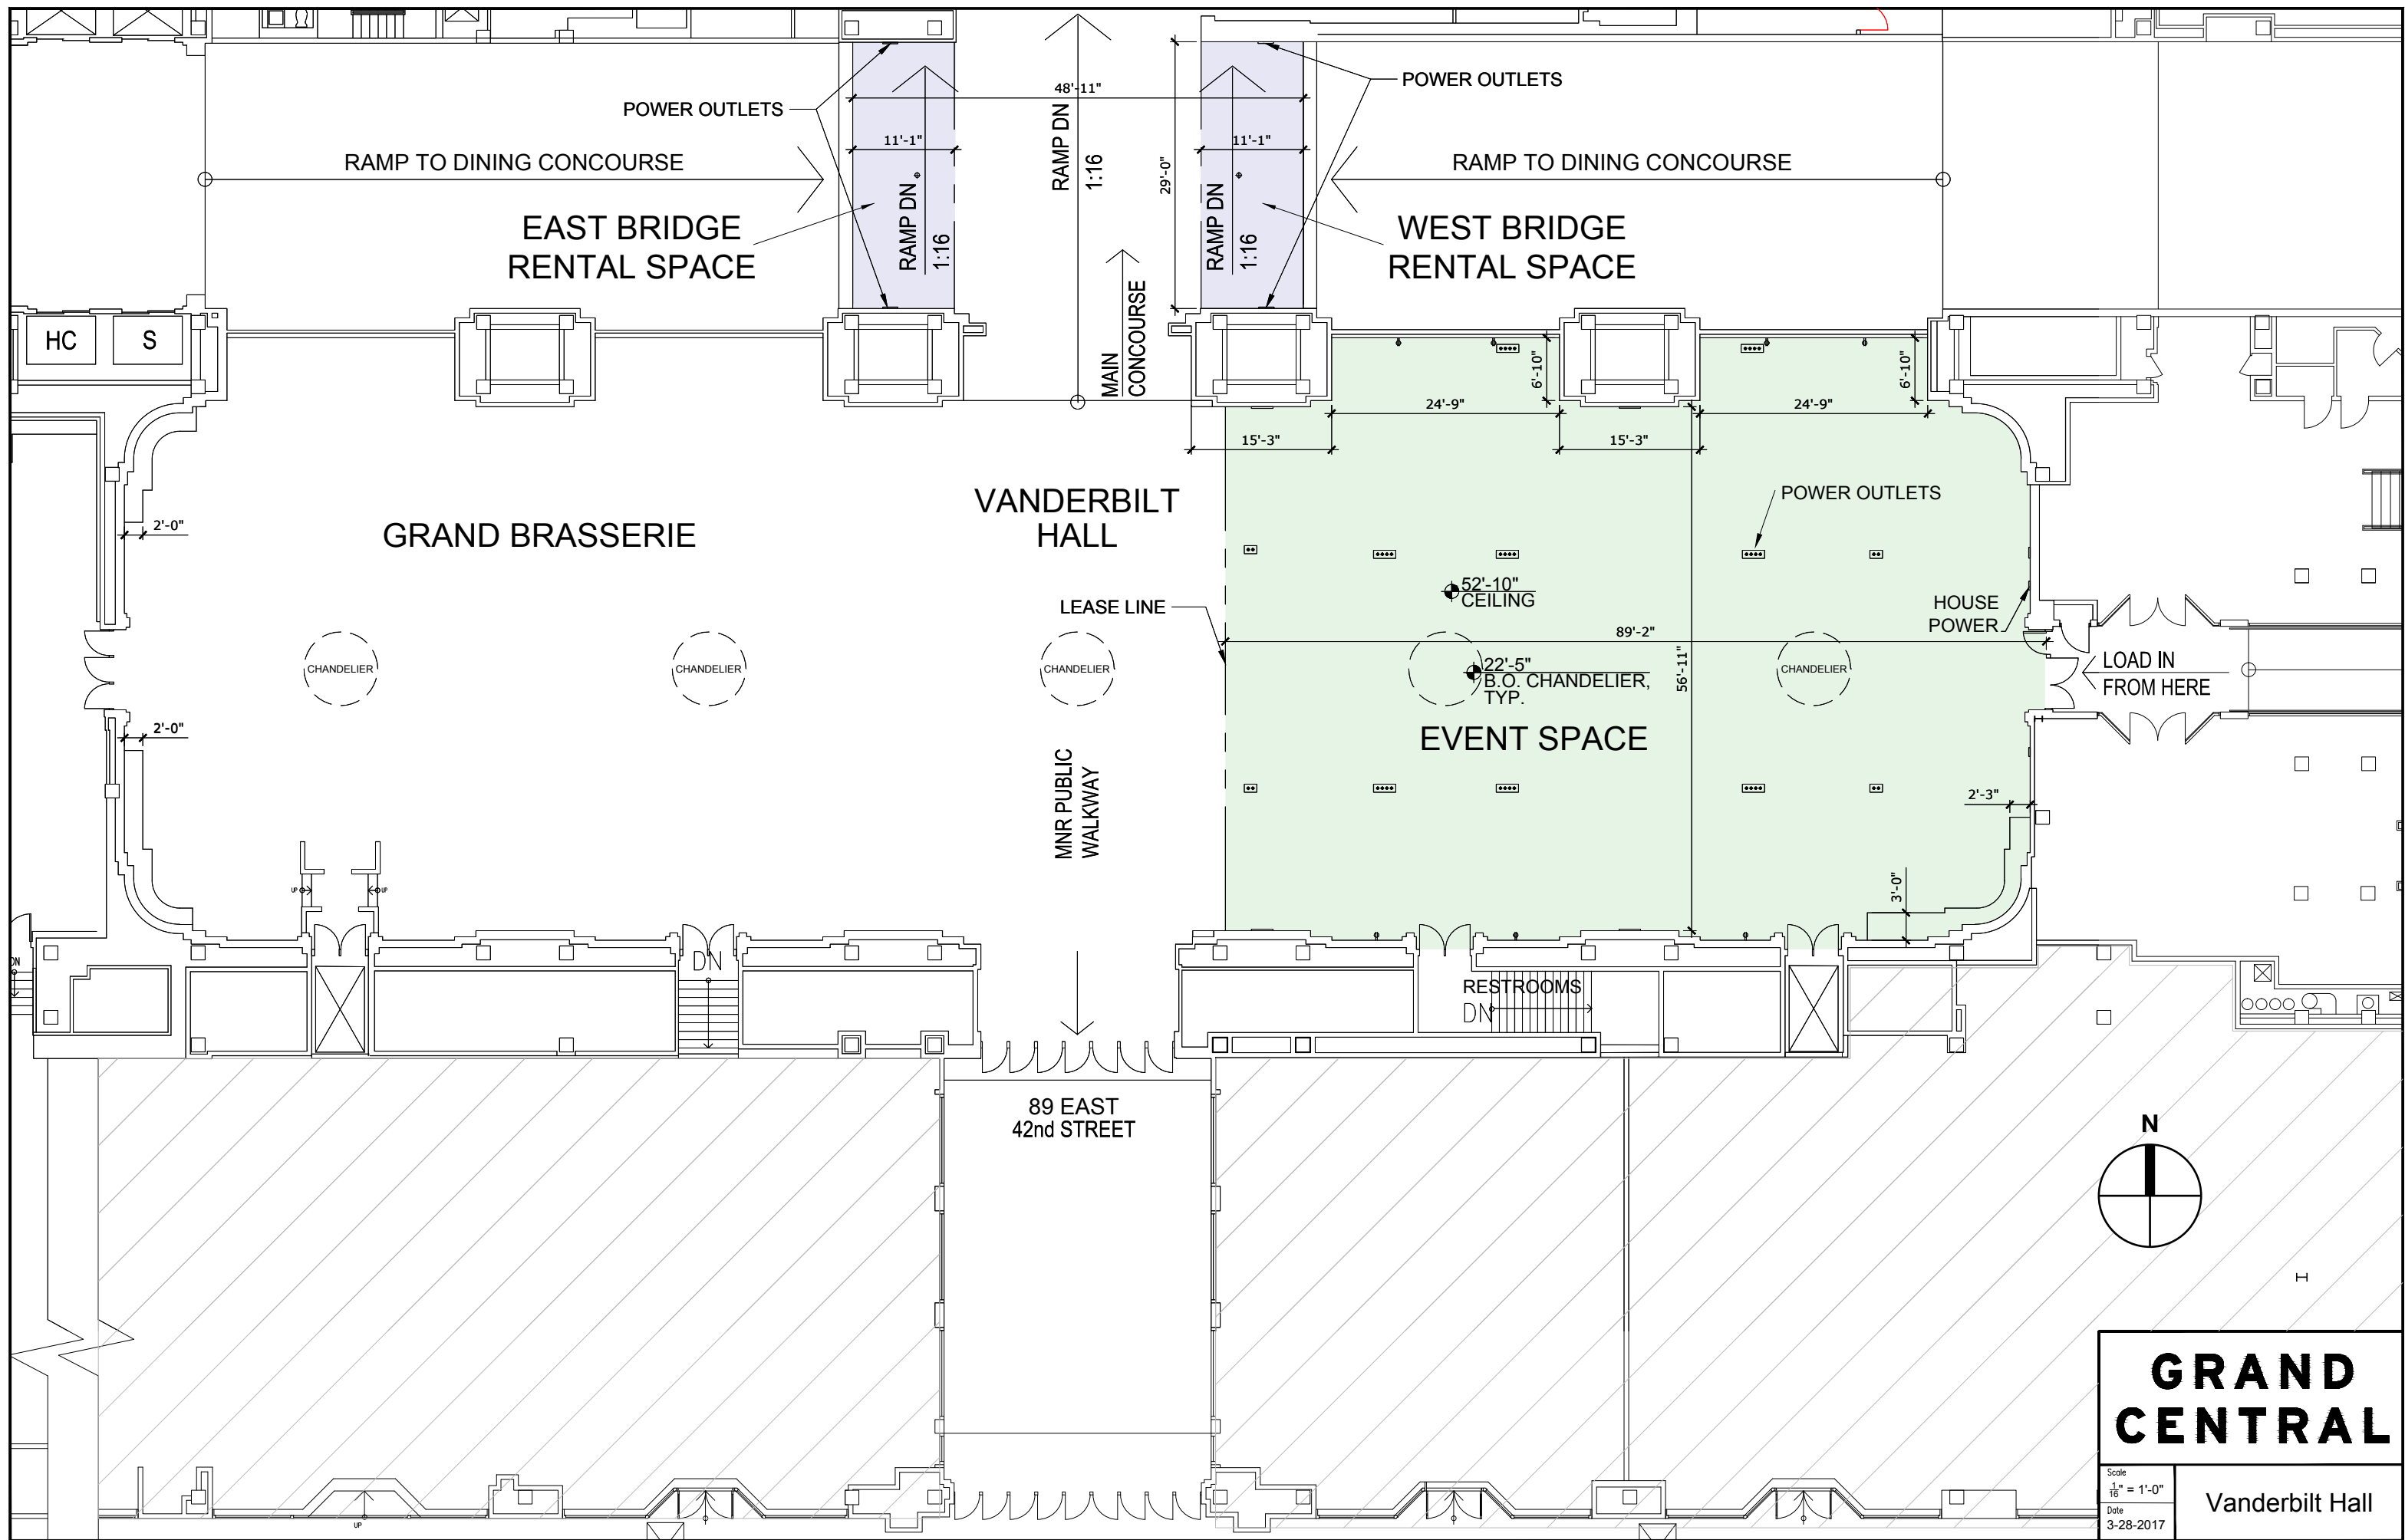 POWER OUTLETS
POWER OUTLETS
48'-11"
11'-1"
11'-1"
29'-0"
RAMP TO DINING CONCOURSE
RAMP TO DINING CONCOURSE
RAMP DN
1:16
RAMP DN
1:16
RAMP DN
1:16
EAST BRIDGE
RENTAL SPACE
WEST BRIDGE
RENTAL SPACE
MAIN
CONCOURSE
HC
S
6'-10"
6'-10"
24'-9"
24'-9"
15'-3"
15'-3"
VANDERBILT
HALL
GRAND BRASSERIE
2'-0"
POWER OUTLETS
52'-10"
CEILING
LEASE LINE
HOUSE
POWER
89'-2"
56'-11"
CHANDELIER
CHANDELIER
CHANDELIER
22'-5"
B.O. CHANDELIER,
TYP.
CHANDELIER
LOAD IN
FROM HERE
2'-0"
EVENT SPACE
MNR PUBLIC
WALKWAY
2'-3"
3'-0"
UP
UP
DN
DN
RESTROOMS
DN
89 EAST
42nd STREET
N
UP
GRAND
CENTRAL
Scale
1/16" = 1'-0"
Date
3-28-2017
Vanderbilt Hall